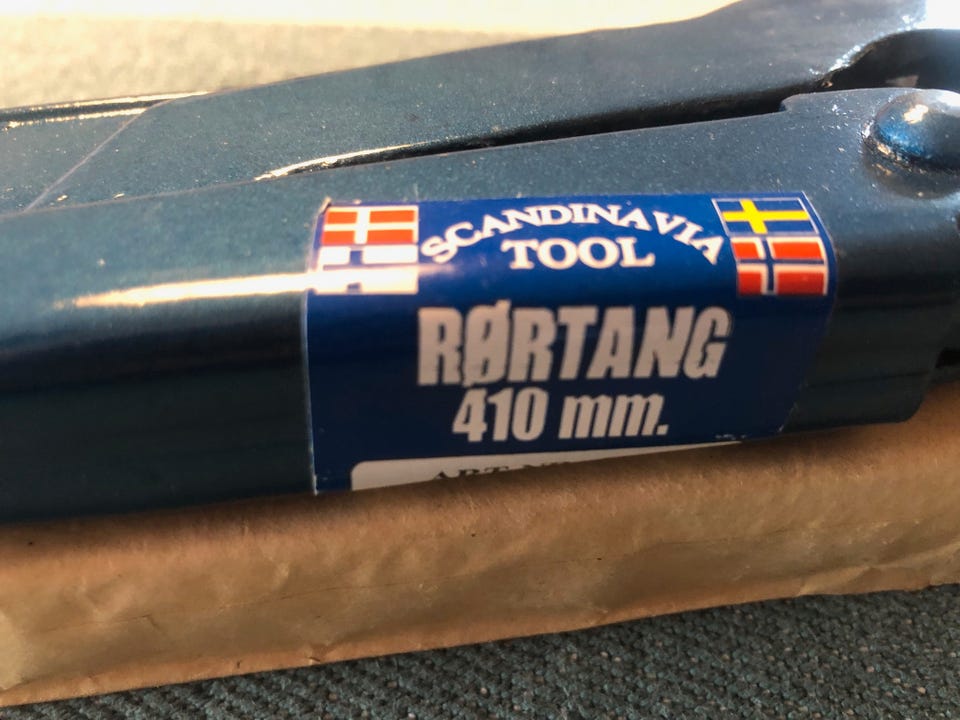 SCANDINAVIA
TOOL
RØRTANG
410 mm.